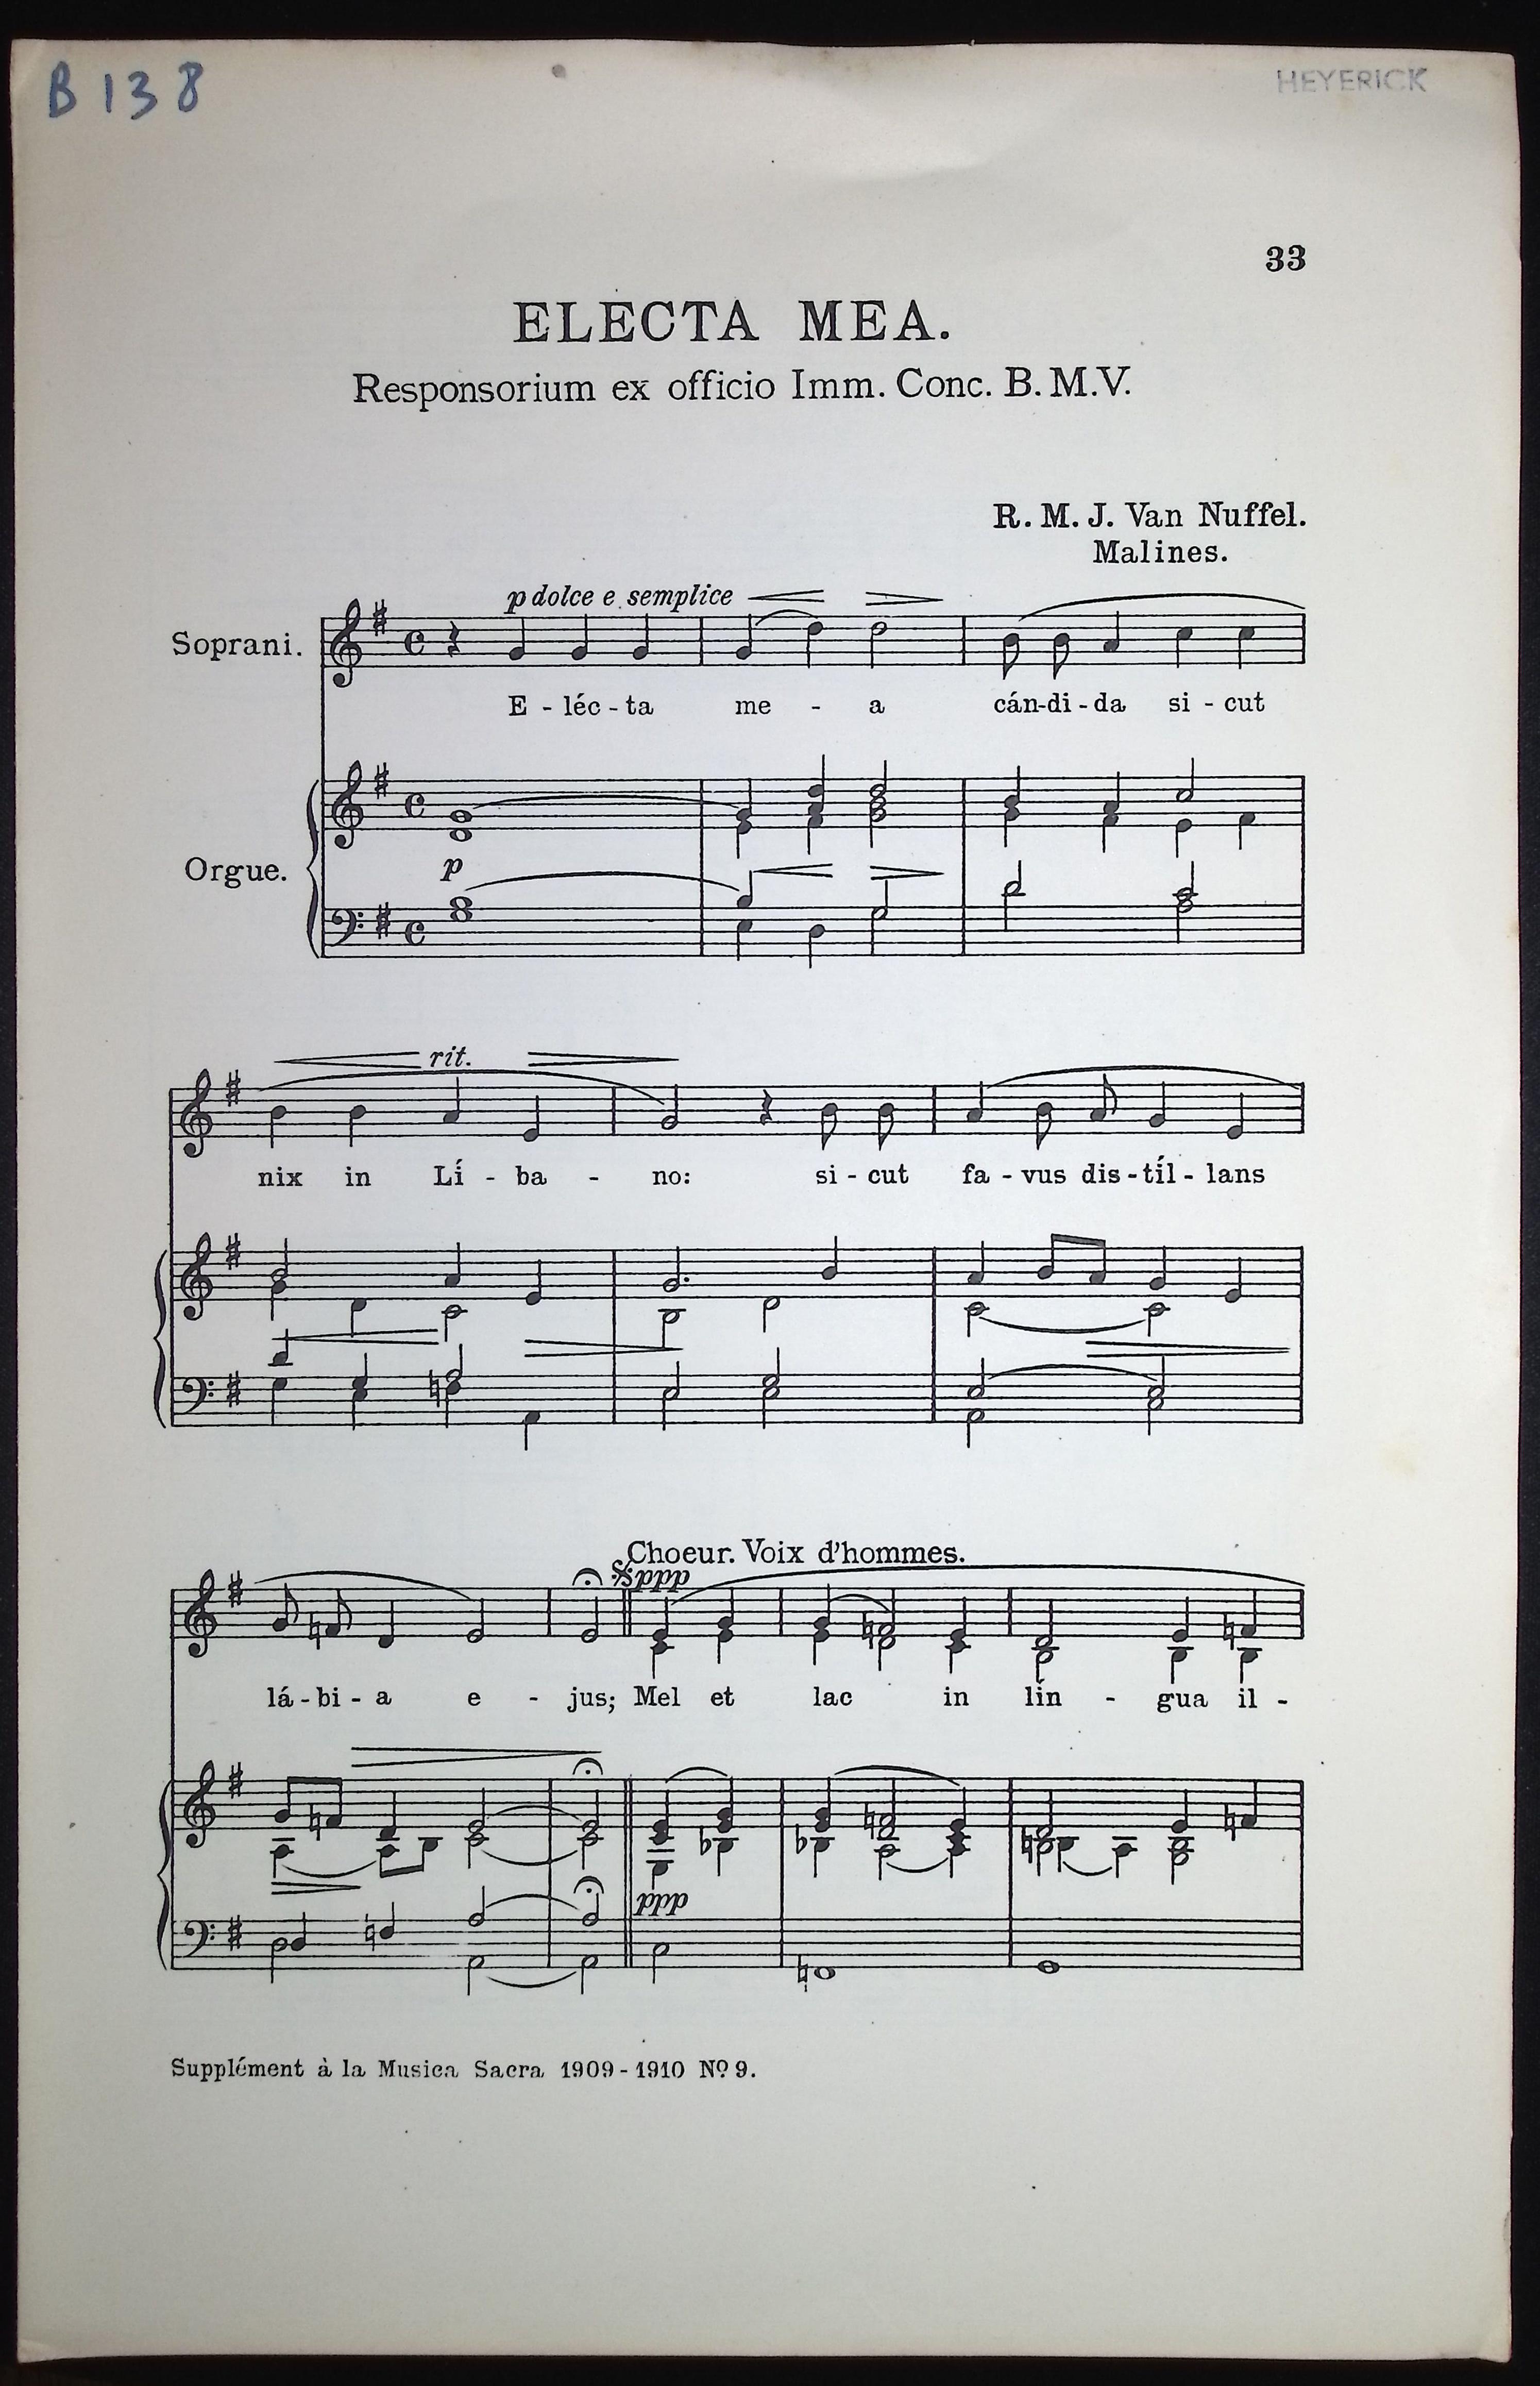 B 138
HEYERICK
33
ELECTA MEA.
Responsorium ex officio Imm. Conc. B. M. V.
R. M. J. Van Nuffel.
Malines.
p dolce e semplice
Soprani.
E - léc - ta me - a cán-di - da si - cut
Orgue.
p
rit.
nix in Lí - ba - no: si - cut fa - vus dis - tíl - lans
Choeur. Voix d'hommes.
ppp
lá - bi - a e - jus; Mel et lac in lín - gua il -
ppp
Supplément à la Musica Sacra 1909 - 1910 Nº 9.